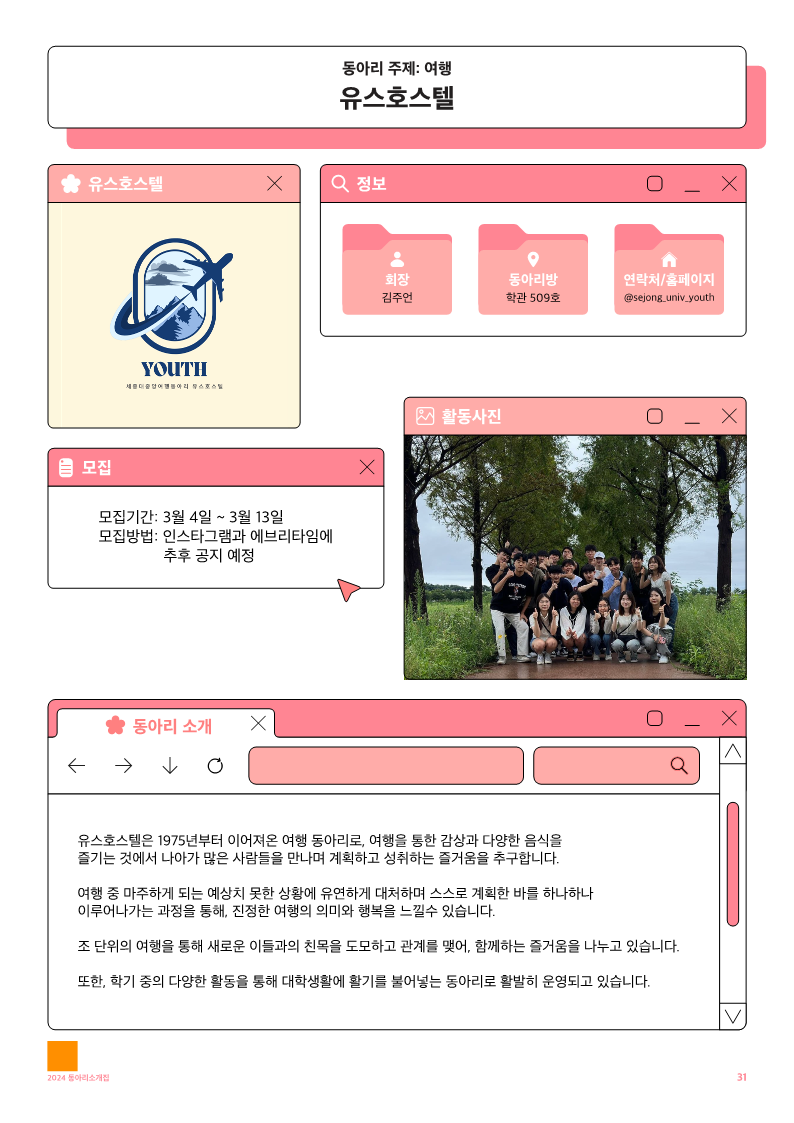 동아리 주제: 여행
유스호스텔
유스호스텔
YOUTH
세종대중앙여행동아리 유스호스텔
정보
회장
김주언
동아리방
학관 509호
연락처/홈페이지
@sejong_univ_youth
모집
모집기간: 3월 4일 ~ 3월 13일
모집방법: 인스타그램과 에브리타임에
추후 공지 예정
활동사진
동아리 소개
유스호스텔은 1975년부터 이어져온 여행 동아리로, 여행을 통한 감상과 다양한 음식을
즐기는 것에서 나아가 많은 사람들을 만나며 계획하고 성취하는 즐거움을 추구합니다.
여행 중 마주하게 되는 예상치 못한 상황에 유연하게 대처하며 스스로 계획한 바를 하나하나
이루어나가는 과정을 통해, 진정한 여행의 의미와 행복을 느낄수 있습니다.
조 단위의 여행을 통해 새로운 이들과의 친목을 도모하고 관계를 맺어, 함께하는 즐거움을 나누고 있습니다.
또한, 학기 중의 다양한 활동을 통해 대학생활에 활기를 불어넣는 동아리로 활발히 운영되고 있습니다.
2024 동아리소개집
31